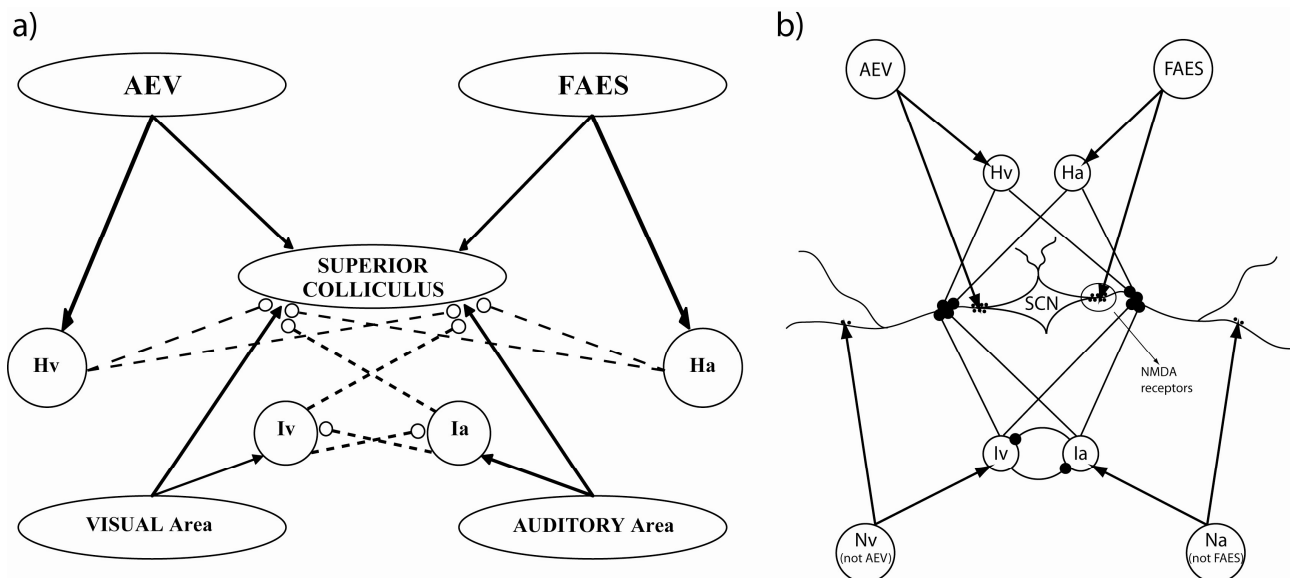 a)
AEV
FAES
SUPERIOR
COLLICULUS
Hv
Ha
Iv
Ia
VISUAL Area
AUDITORY Area
b)
AEV
FAES
Hv
Ha
SCN
NMDA
receptors
Iv
Ia
Nv
(not AEV)
Na
(not FAES)